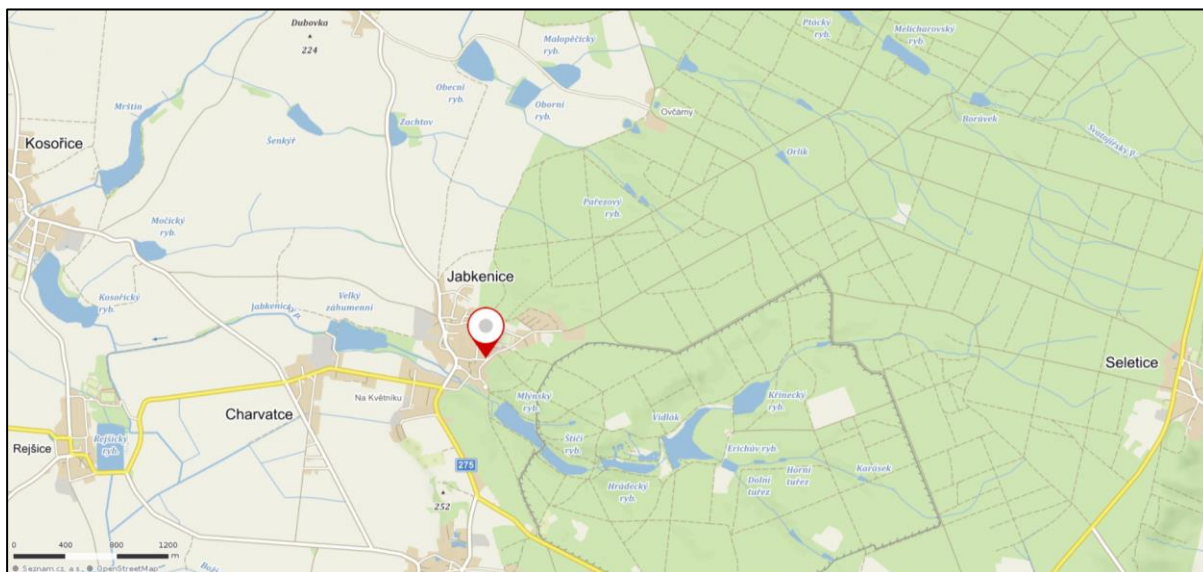 Dubovka
224
Ptácký
ryb.
Melicharovský
ryb.
Malopěčický
ryb.
Obecní
ryb.
Oborní
ryb.
Mrštín
Ovčárny
Šenkýř
Zachtov
Borávek
Svatojiřský P.
Kosořice
Orlík
Pařezový
ryb.
Močický
ryb.
Jabkenice
Kosořický
ryb.
Jabkenický P.
Velký
záhumenní
Seletice
Charvatce
Na Květníku
Mlýnský
ryb.
Křinecký
ryb.
Vidlák
Štičí
ryb.
Rejšice
Rejšický
ryb.
Erichův ryb.
275
Hrádecký
ryb.
Dolní
tuřez
Horní
tuřez
Karásek
252
0 400 800 1200
m
Seznam.cz, a.s., OpenStreetMap